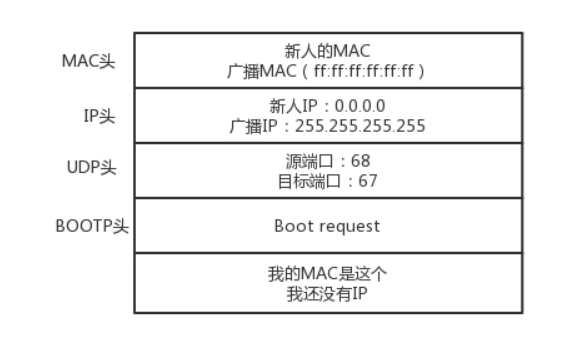 MAC头
新人的MAC
广播MAC（ff:ff:ff:ff:ff:ff）
IP头
新人IP：0.0.0.0
广播IP：255.255.255.255
UDP头
源端口：68
目标端口：67
BOOTP头
Boot request
我的MAC是这个
我还没有IP